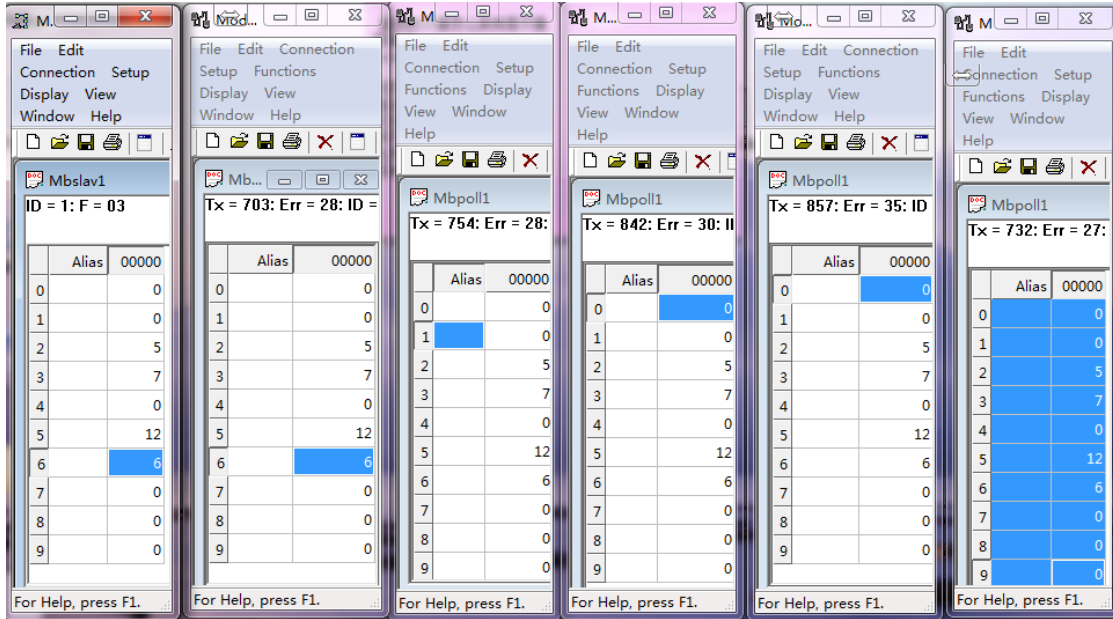 M.
File Edit
Connection Setup
Display View
Window Help
Mbslav1
ID = 1: F = 03
Alias 00000
0 0
1 0
2 5
3 7
4 0
5 12
6 6
7 0
8 0
9 0
For Help, press F1.
Mod...
File Edit Connection
Setup Functions
Display View
Window Help
Mb...
Tx = 703: Err = 28: ID =
Alias 00000
0 0
1 0
2 5
3 7
4 0
5 12
6 6
7 0
8 0
9 0
For Help, press F1.
M
File Edit
Connection Setup
Functions Display
View Window
Help
Mbpoll1
Tx = 754: Err = 28:
Alias 00000
0 0
1 0
2 5
3 7
4 0
5 12
6 6
7 0
8 0
9 0
For Help, press F1.
M...
File Edit
Connection Setup
Functions Display
View Window
Help
Mbpoll1
Tx = 842: Err = 30:
Alias 00000
0 0
1 0
2 5
3 7
4 0
5 12
6 6
7 0
8 0
9 0
For Help, press F1.
File Edit Connection
Setup Functions
Display View
Window Help
Mbpoll1
Tx = 857: Err = 35: ID
Alias 00000
0 0
1 0
2 5
3 7
4 0
5 12
6 6
7 0
8 0
9 0
For Help, press F1.
M
File Edit
Connection Setup
Functions Display
View Window
Help
Mbpoll1
Tx = 732: Err = 27:
Alias 00000
0 0
1 0
2 5
3 7
4 0
5 12
6 6
7 0
8 0
9 0
For Help, press F1.